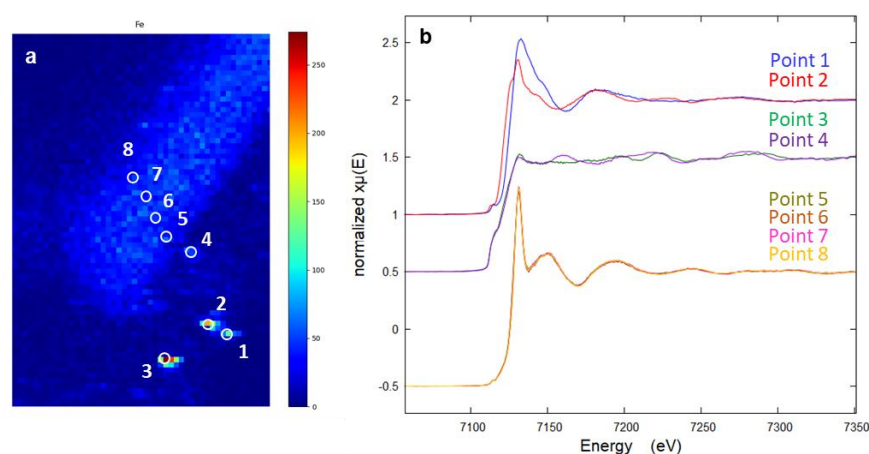 Fe
a
8
7
6
5
4
2
1
3
250
200
150
100
50
0
b
Point 1
Point 2
Point 3
Point 4
Point 5
Point 6
Point 7
Point 8
normalized xμ(E)
2.5
2
1.5
1
0.5
0
-0.5
7100
7150
7200
7250
7300
7350
Energy (eV)